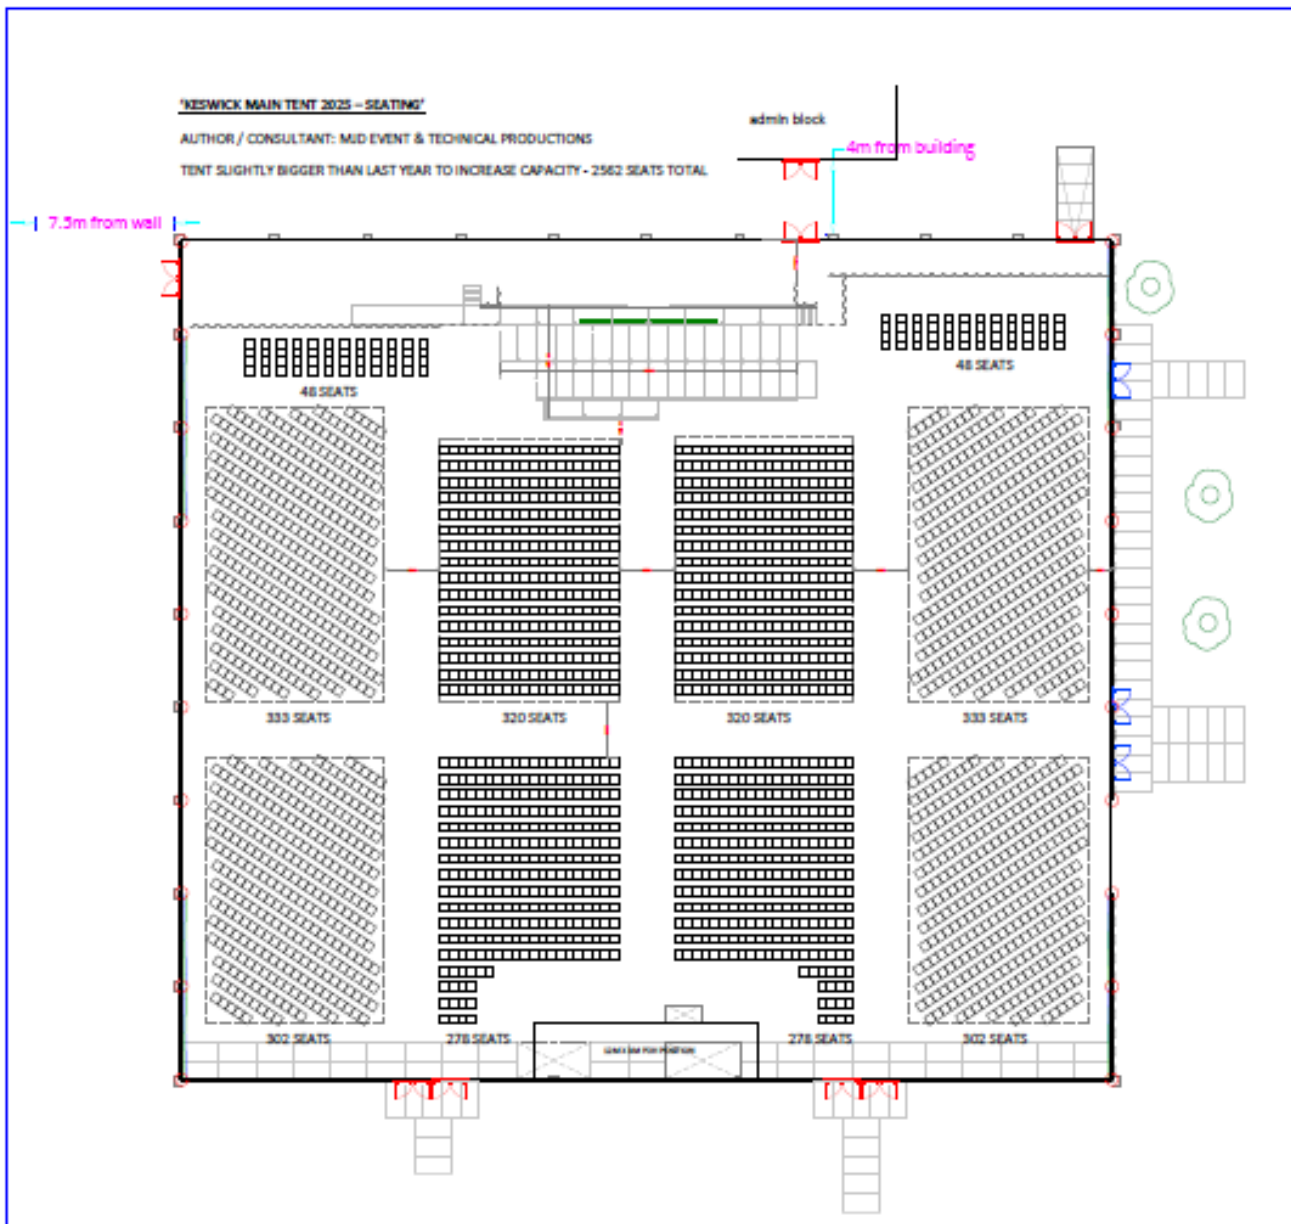 'KESWICK MAIN TENT 2025 – SEATING'
admin block
AUTHOR / CONSULTANT: MJD EVENT & TECHNICAL PRODUCTIONS
4m from building
TENT SLIGHTLY BIGGER THAN LAST YEAR TO INCREASE CAPACITY - 2562 SEATS TOTAL
7.5m from wall
48 SEATS
48 SEATS
333 SEATS
320 SEATS
320 SEATS
333 SEATS
302 SEATS
278 SEATS
278 SEATS
302 SEATS